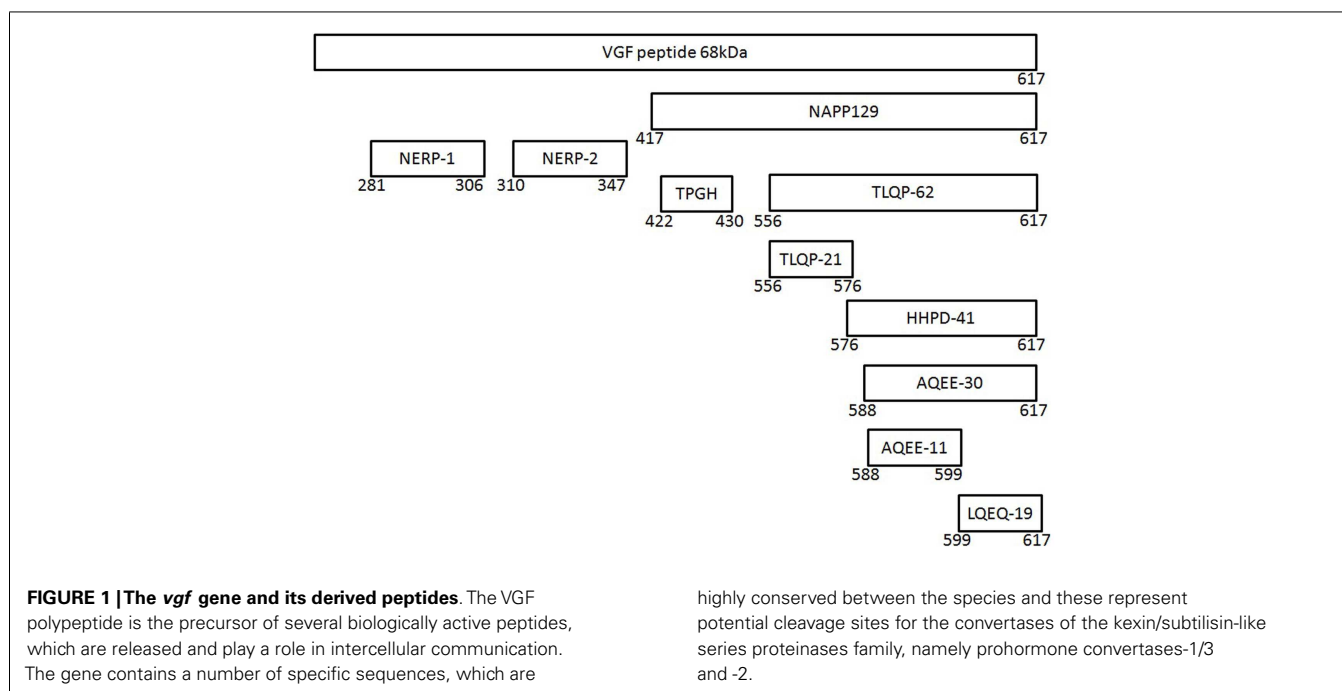 VGF peptide 68kDa
617
NAPP129
417 617
NERP-1 NERP-2
281 306 310 347
TPGH TLQP-62
422 430 556 617
TLQP-21
556 576
HHPD-41
576 617
AQEE-30
588 617
AQEE-11
588 599
LQEQ-19
599 617
FIGURE 1 | The vgf gene and its derived peptides. The VGF
polypeptide is the precursor of several biologically active peptides,
which are released and play a role in intercellular communication.
The gene contains a number of specific sequences, which are
highly conserved between the species and these represent
potential cleavage sites for the convertases of the kexin/subtilisin-like
series proteinases family, namely prohormone convertases-1/3
and -2.